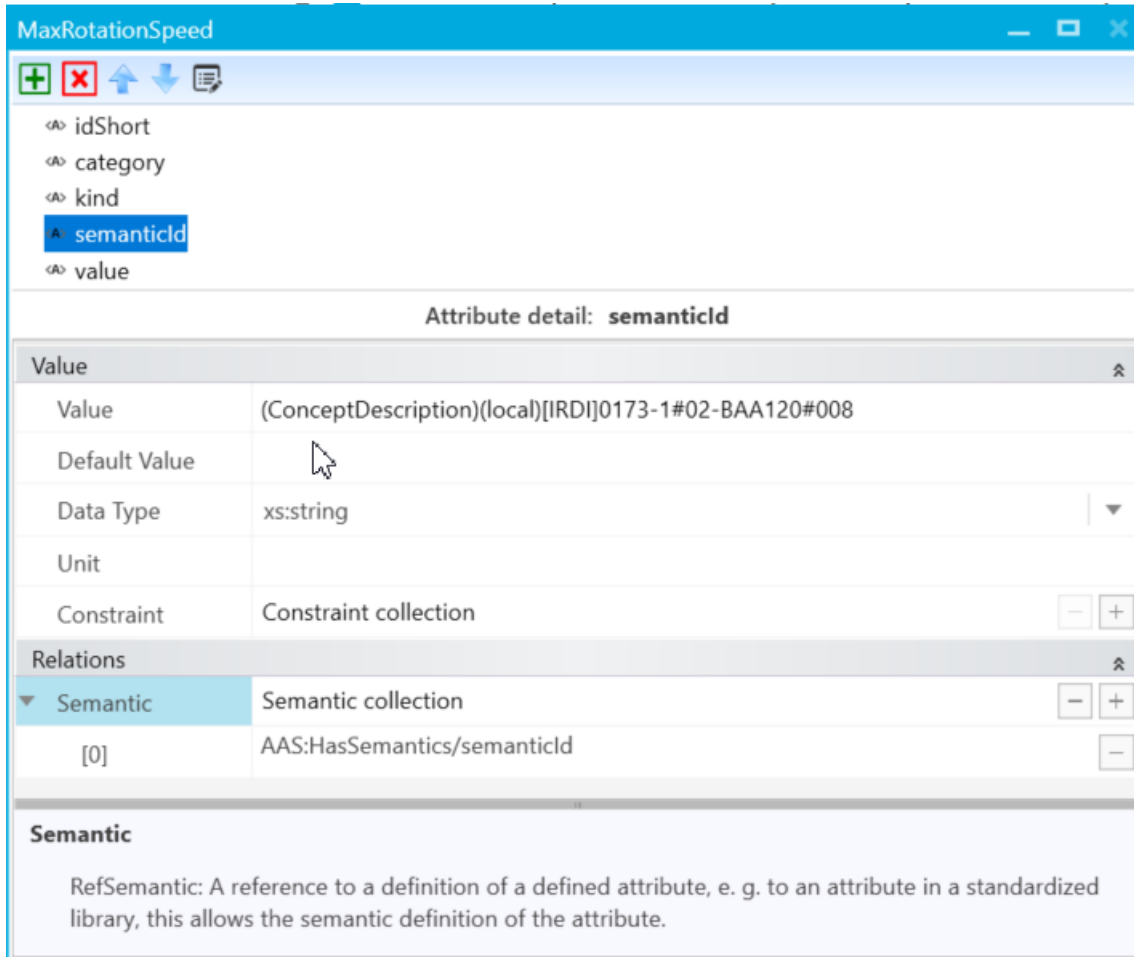 MaxRotationSpeed
idShort
category
kind
semanticId
value
Attribute detail: semanticId
Value
Value (ConceptDescription)(local)[IRDI]0173-1#02-BAA120#008
Default Value
Data Type xs:string
Unit
Constraint Constraint collection
Relations
Semantic Semantic collection
[0] AAS:HasSemantics/semanticId
Semantic
RefSemantic: A reference to a definition of a defined attribute, e. g. to an attribute in a standardized
library, this allows the semantic definition of the attribute.